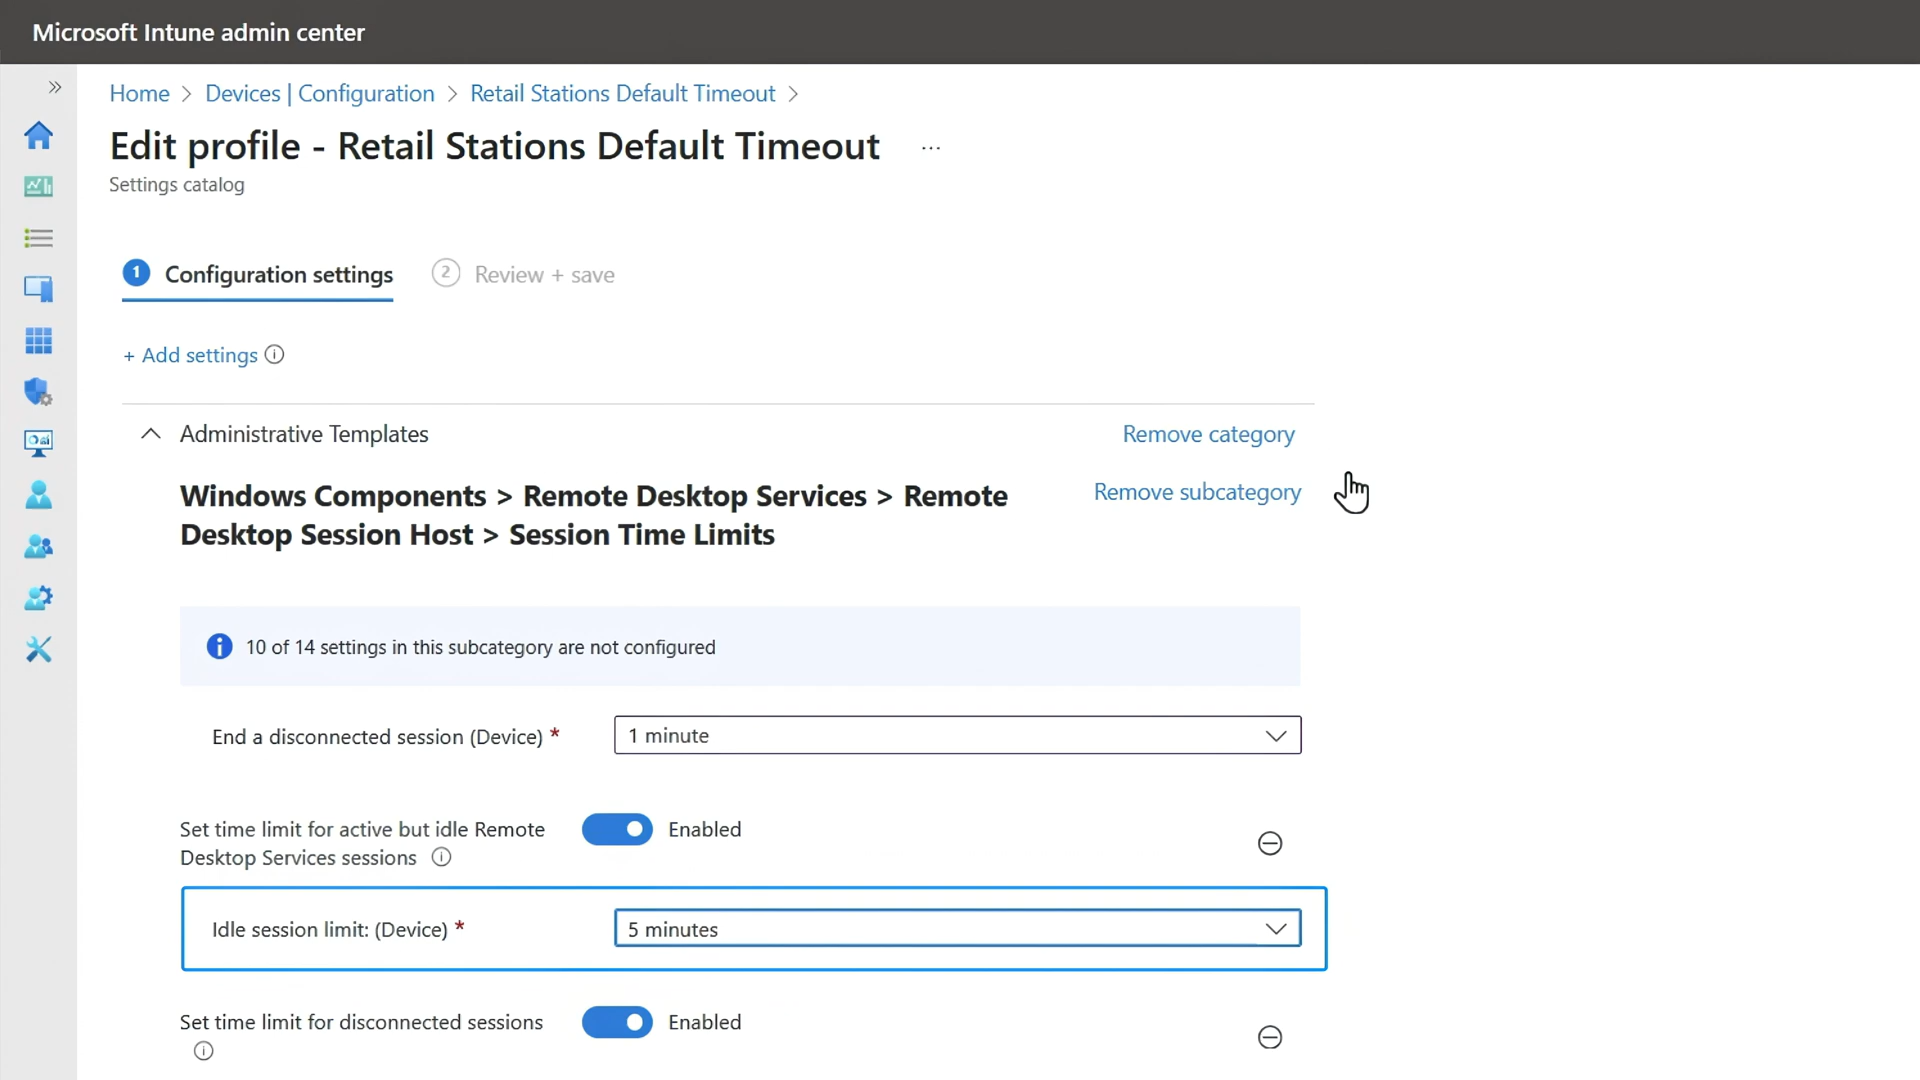 Microsoft Intune admin center
Home > Devices | Configuration > Retail Stations Default Timeout >
Edit profile - Retail Stations Default Timeout ...
Settings catalog
1 Configuration settings 2 Review + save
+ Add settings
Administrative Templates Remove category
Windows Components > Remote Desktop Services > Remote
Desktop Session Host > Session Time Limits
Remove subcategory
10 of 14 settings in this subcategory are not configured
End a disconnected session (Device) * 1 minute
Set time limit for active but idle Remote
Desktop Services sessions
Enabled
Idle session limit: (Device) * 5 minutes
Set time limit for disconnected sessions Enabled